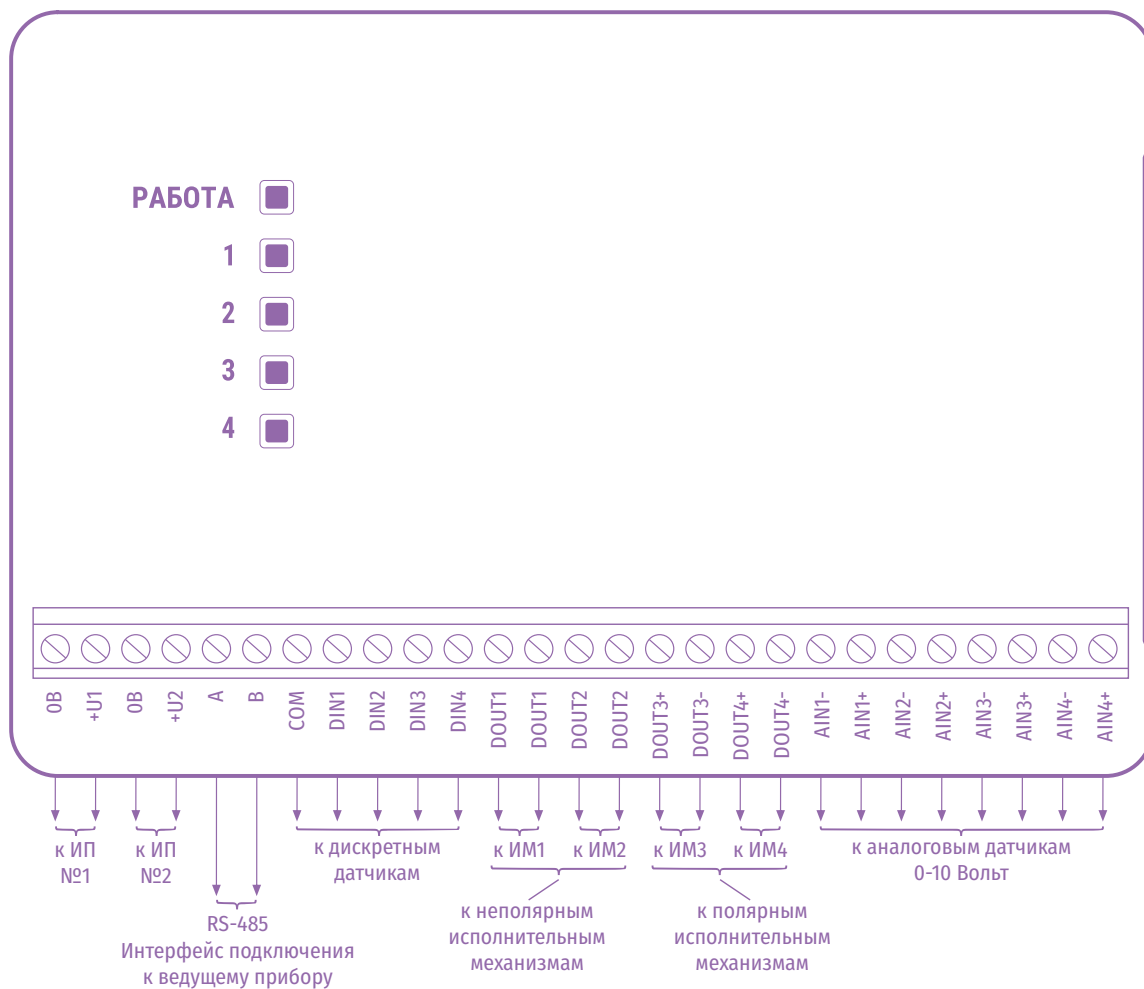 РАБОТА
1
2
3
4
0В
+U1
0В
+U2
A
B
COM
DIN1
DIN2
DIN3
DIN4
DOUT1
DOUT1
DOUT2
DOUT2
DOUT3+
DOUT3-
DOUT4+
DOUT4-
AIN1-
AIN1+
AIN2-
AIN2+
AIN3-
AIN3+
AIN4-
AIN4+
к ИП
№1
к ИП
№2
RS-485
Интерфейс подключения
к ведущему прибору
к дискретным
датчикам
к ИМ1
к ИМ2
к неполярным
исполнительным
механизмам
к ИМ3
к ИМ4
к полярным
исполнительным
механизмам
к аналоговым датчикам
0-10 Вольт